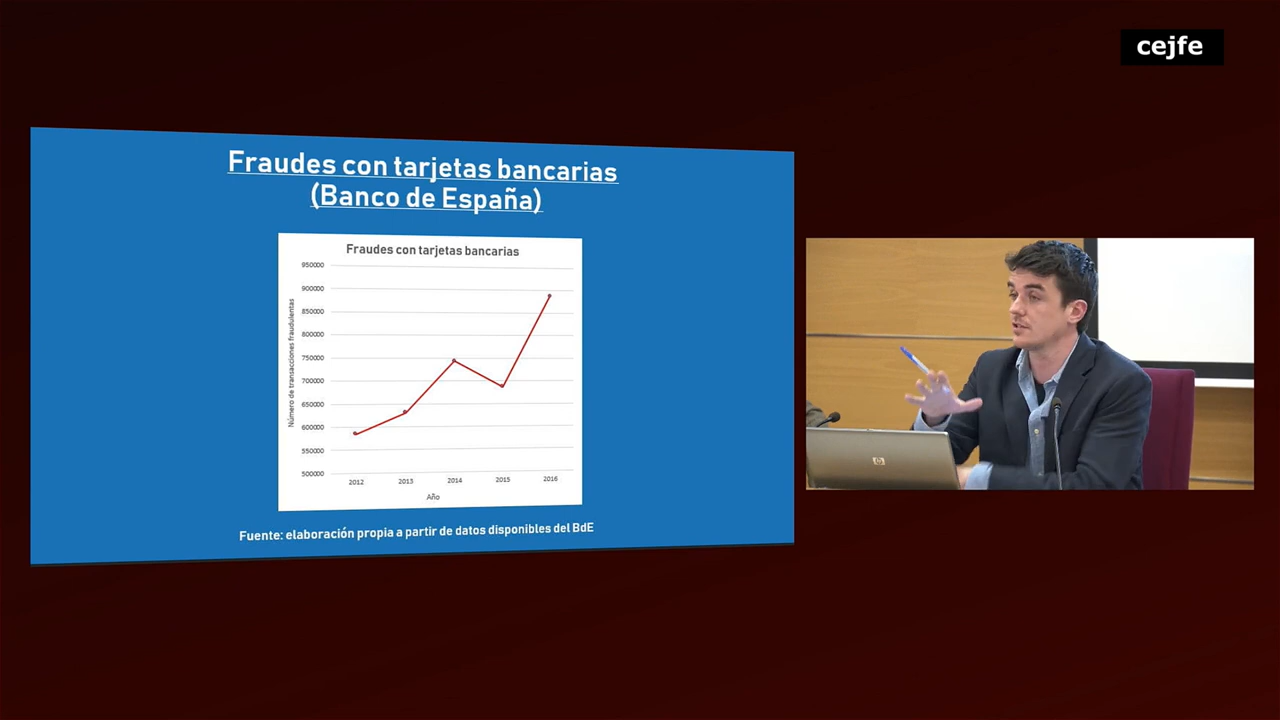 cejfe
Fraudes con tarjetas bancarias
(Banco de España)
Fraudes con tarjetas bancarias
950000
900000
850000
800000
750000
700000
650000
600000
550000
500000
Número de transacciones fraudulentas
2012 2013 2014 2015 2016
Año
Fuente: elaboración propia a partir de datos disponibles del BdE
hp